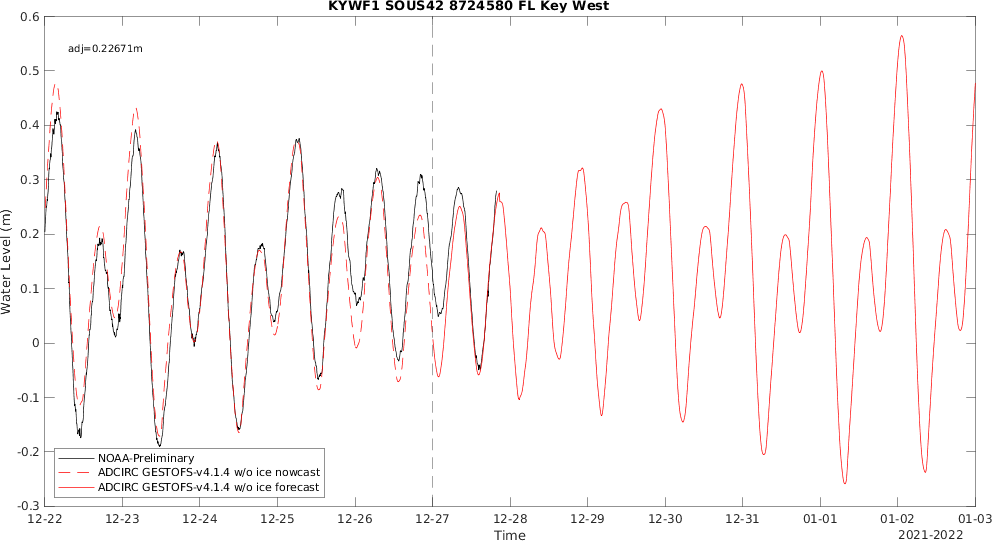 KYWF1 SOUS42 8724580 FL Key West
adj=0.22671m
0.6
0.5
0.4
0.3
0.2
0.1
0
-0.1
-0.2
-0.3
Water Level (m)
NOAA-Preliminary
ADCIRC GESTOFS-v4.1.4 w/o ice nowcast
ADCIRC GESTOFS-v4.1.4 w/o ice forecast
12-22 12-23 12-24 12-25 12-26 12-27 12-28 12-29 12-30 12-31 01-01 01-02 01-03
Time
2021-2022